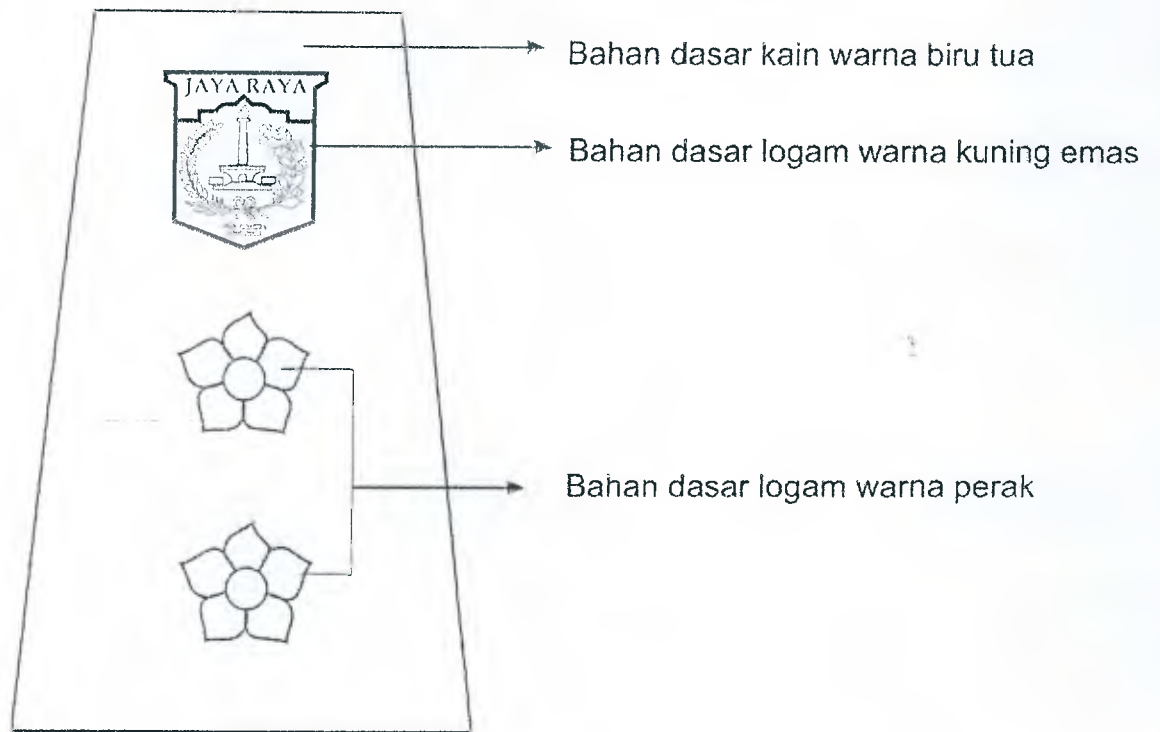 Bahan dasar kain warna biru tua
JAYA RAYA
Bahan dasar logam warna kuning emas
Bahan dasar logam warna perak